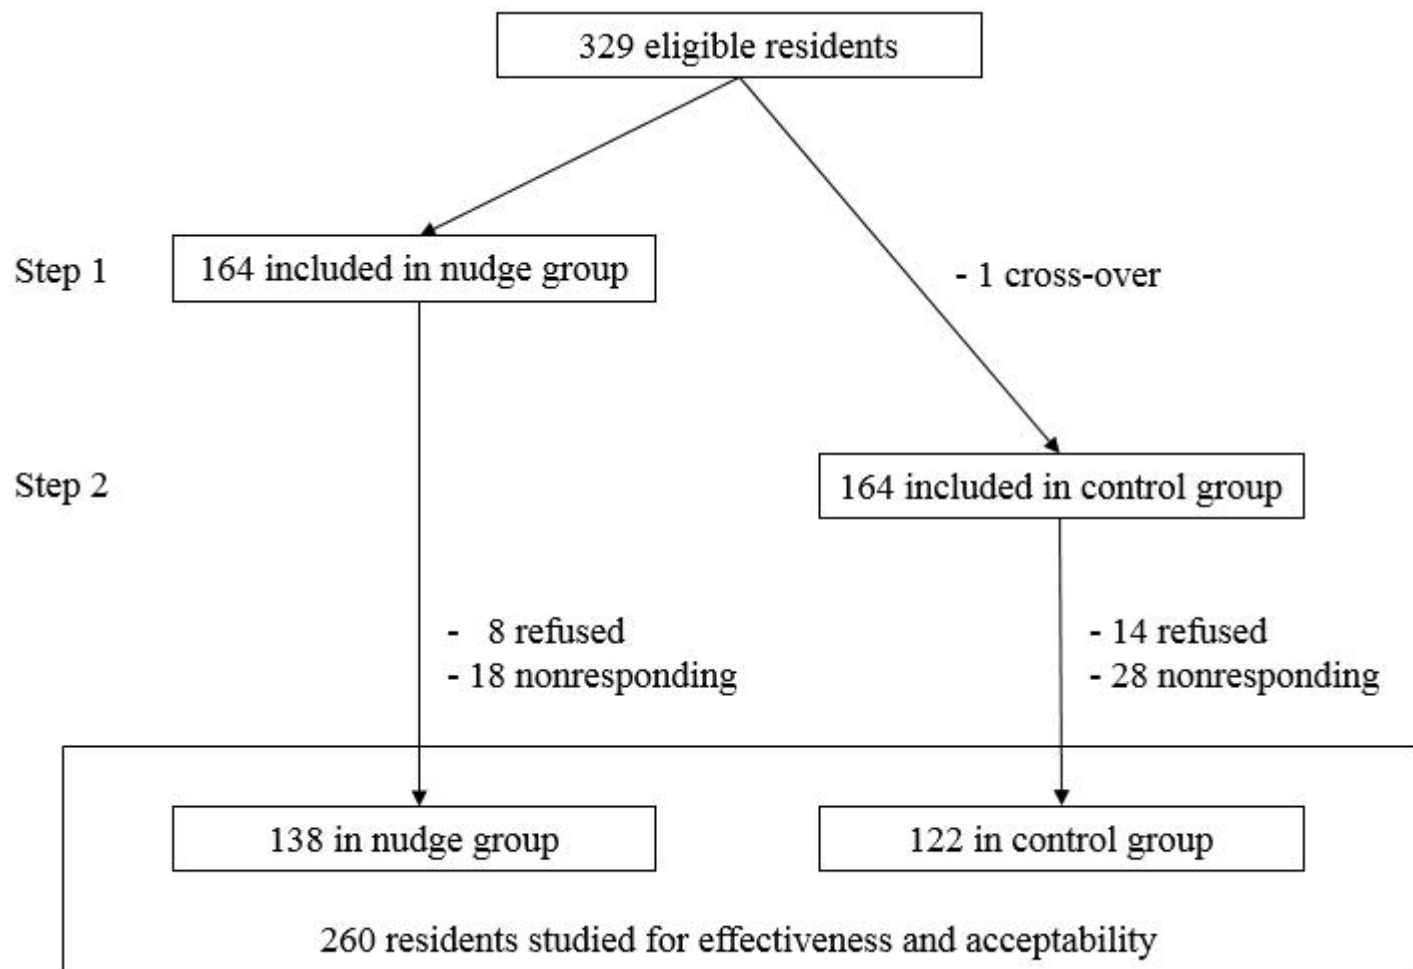 329 eligible residents
Step 1
164 included in nudge group
- 1 cross-over
Step 2
164 included in control group
- 8 refused
- 18 nonresponding
- 14 refused
- 28 nonresponding
138 in nudge group
122 in control group
260 residents studied for effectiveness and acceptability